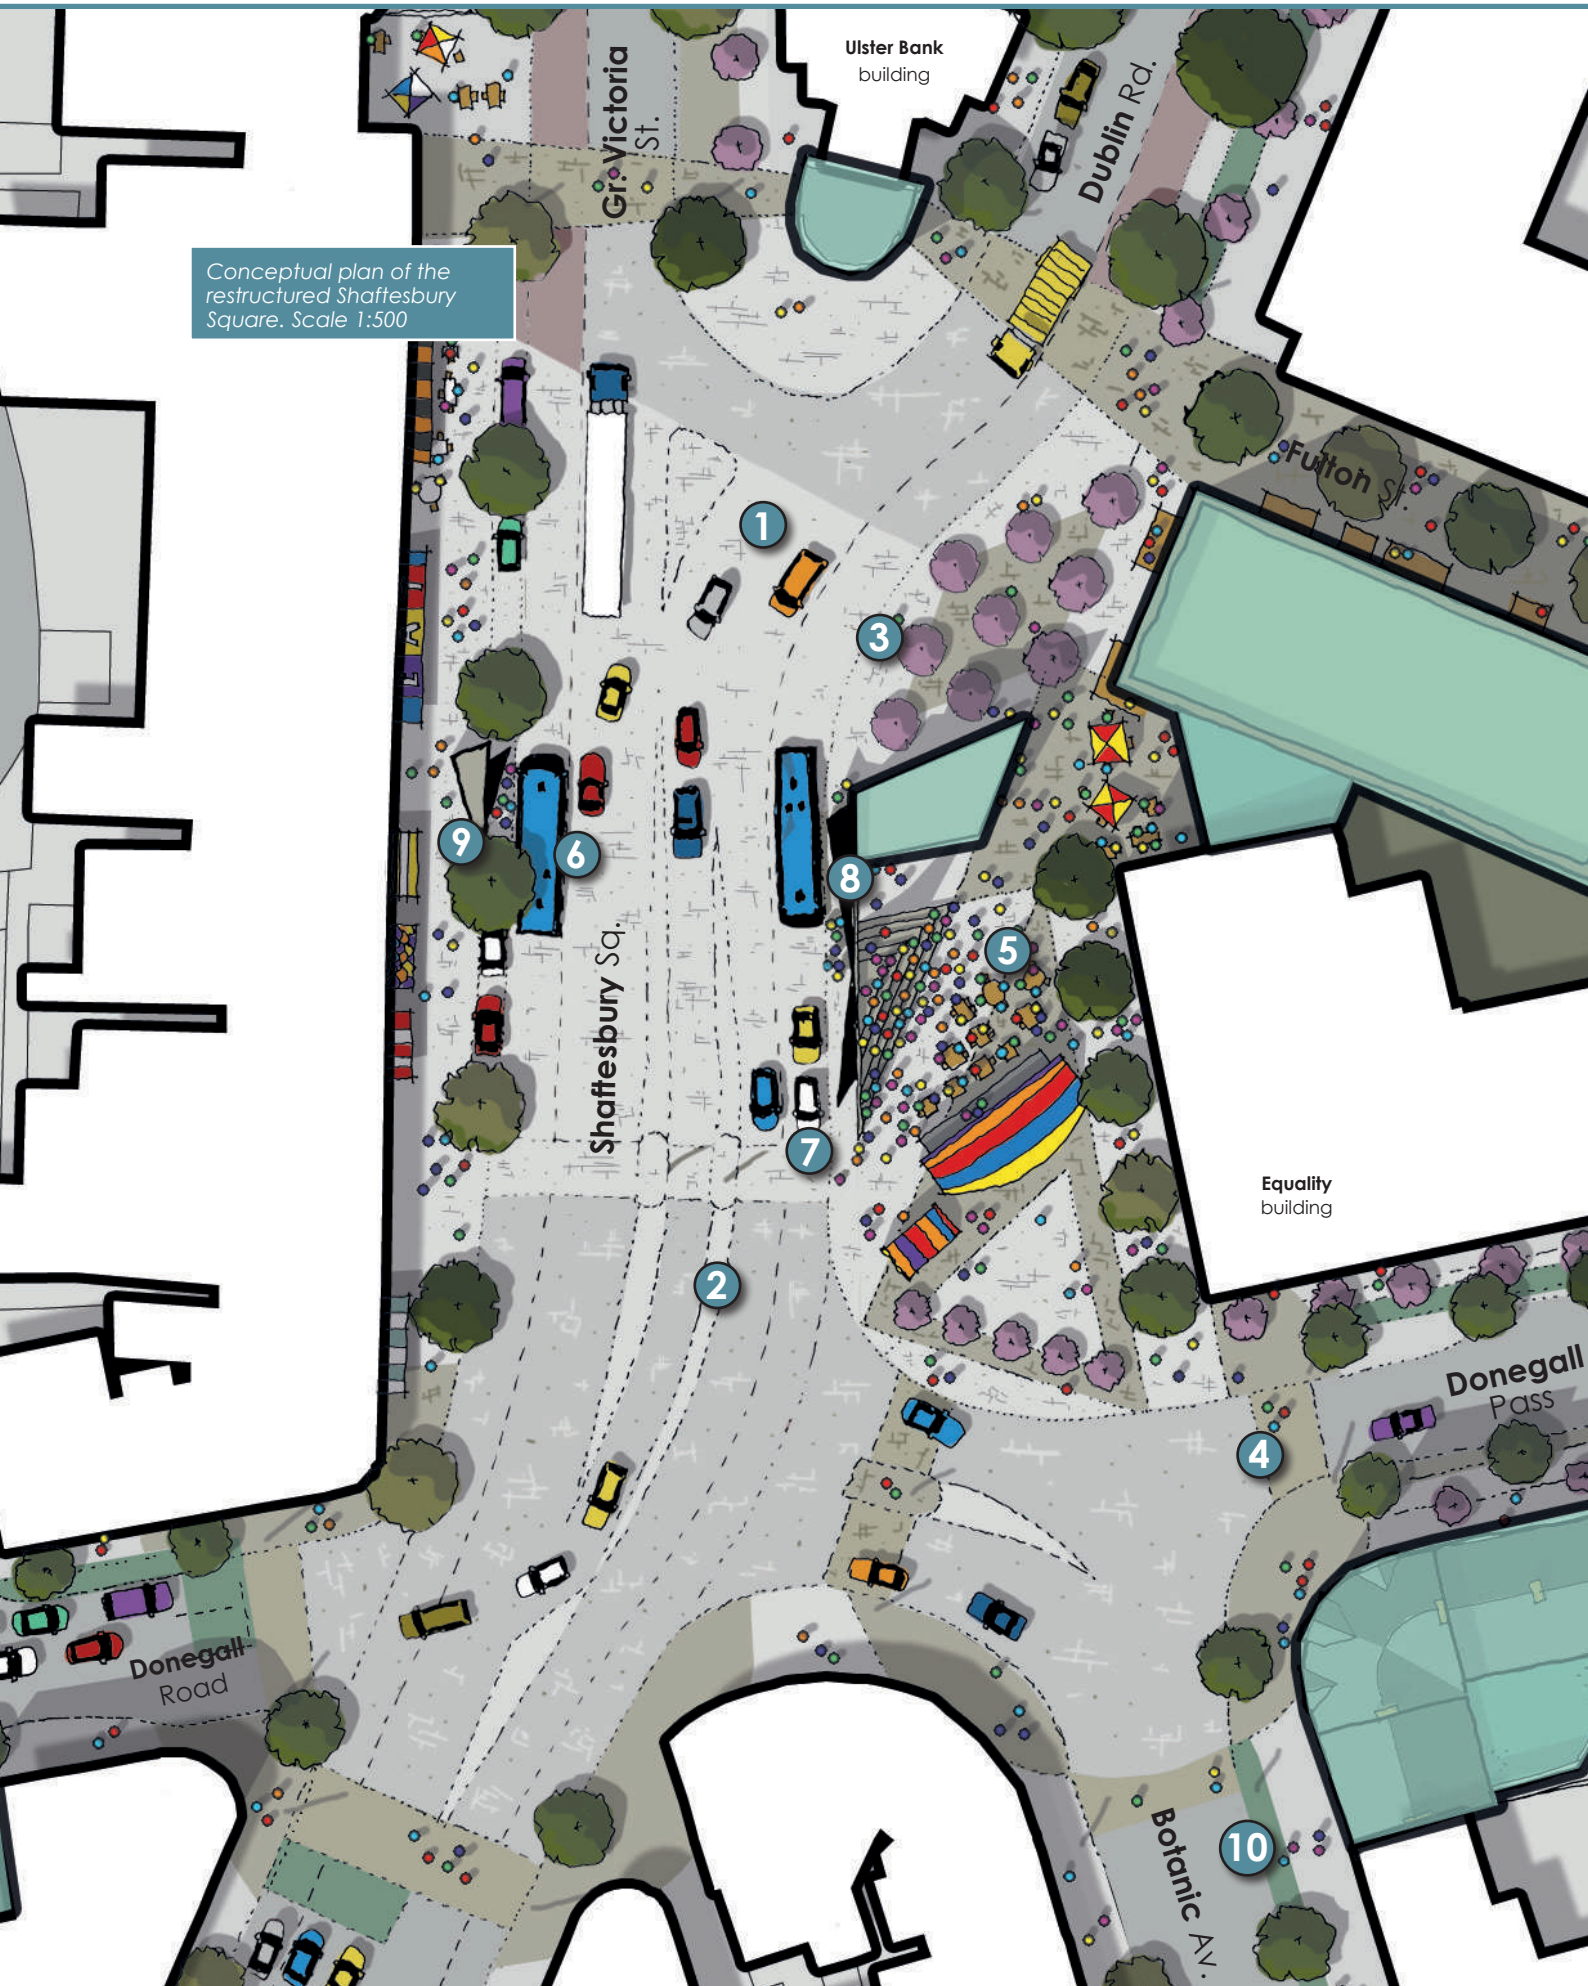 Ulster Bank
building
Gr. Victoria
St.
Dublin Rd.
Conceptual plan of the
restructured Shaftesbury
Square. Scale 1:500
Fulton St.
1
3
9
6
8
5
Shaftesbury Sq.
7
Equality
building
2
Donegall
Pass
4
Donegall
Road
Botanic Av.
10